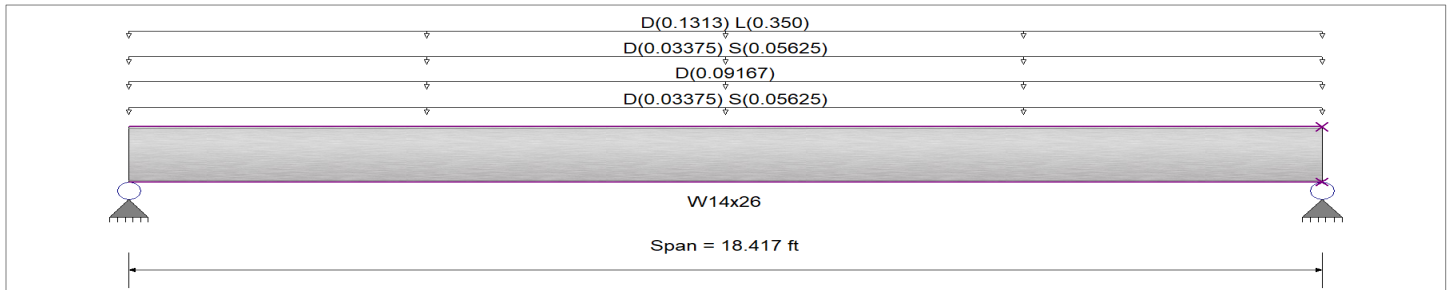 D(0.1313) L(0.350)
D(0.03375) S(0.05625)
D(0.09167)
D(0.03375) S(0.05625)
W14x26
Span = 18.417 ft